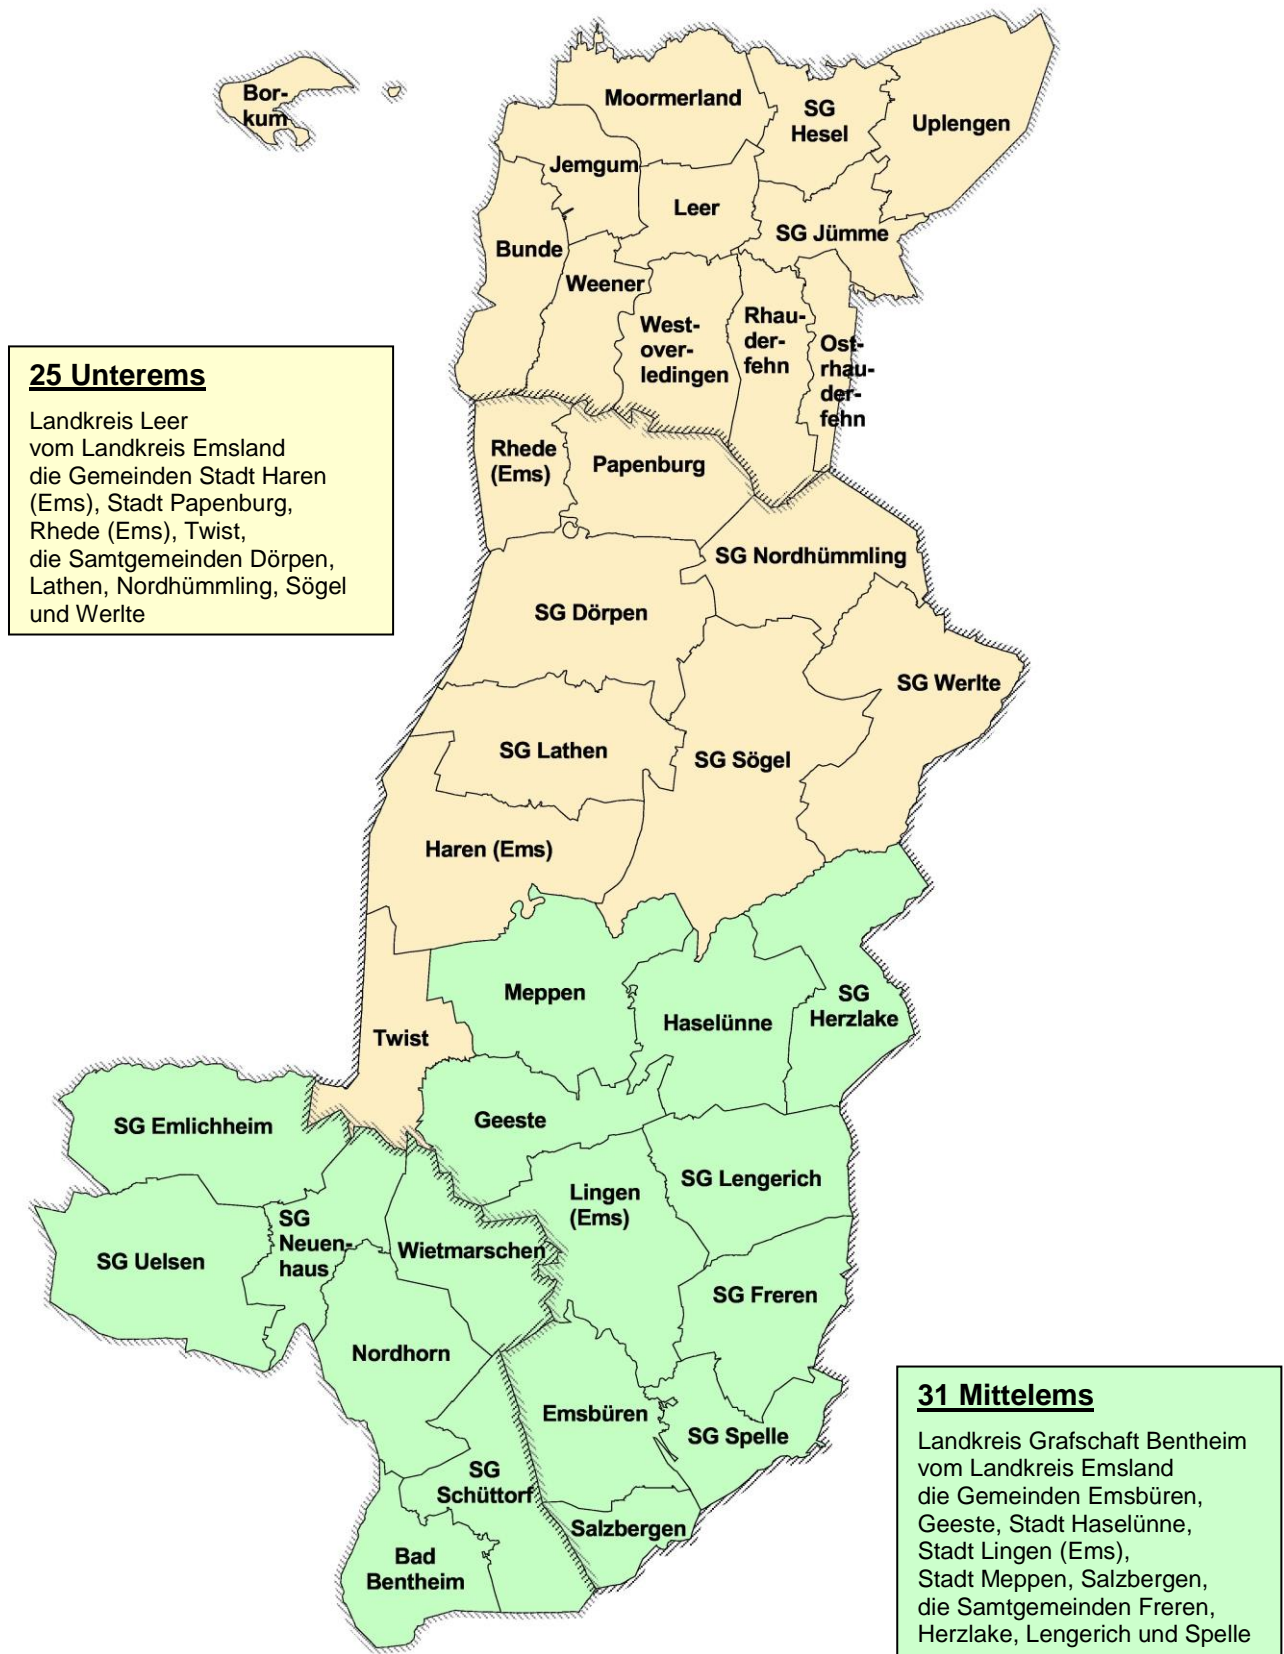 Bor-
kum
Moormerland
SG
Hesel
Uplengen
Jemgum
Leer
SG Jümme
Bunde
Weener
West-
over-
ledingen
Rhau-
der-
fehn
Ost-
rhau-
der-
fehn
25 Unterems
Landkreis Leer
vom Landkreis Emsland
die Gemeinden Stadt Haren
(Ems), Stadt Papenburg,
Rhede (Ems), Twist,
die Samtgemeinden Dörpen,
Lathen, Nordhümmling, Sögel
und Werlte
Rhede
(Ems)
Papenburg
SG Nordhümmling
SG Dörpen
SG Werlte
SG Lathen
SG Sögel
Haren (Ems)
Meppen
Haselünne
SG
Herzlake
Twist
SG Emlichheim
Geeste
SG Lengerich
Lingen
(Ems)
SG Uelsen
SG
Neuen-
haus
Wietmarschen
SG Freren
Nordhorn
Emsbüren
SG Spelle
SG
Schüttorf
Salzbergen
Bad
Bentheim
31 Mittelems
Landkreis Grafschaft Bentheim
vom Landkreis Emsland
die Gemeinden Emsbüren,
Geeste, Stadt Haselünne,
Stadt Lingen (Ems),
Stadt Meppen, Salzbergen,
die Samtgemeinden Freren,
Herzlake, Lengerich und Spelle